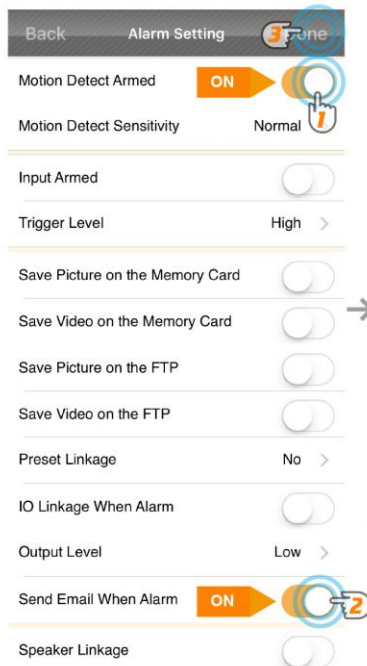 Back Alarm Setting 3 Done
Motion Detect Armed ON
1
Motion Detect Sensitivity Normal
Input Armed
Trigger Level High >
Save Picture on the Memory Card
Save Video on the Memory Card
Save Picture on the FTP
Save Video on the FTP
Preset Linkage No >
IO Linkage When Alarm
Output Level Low >
Send Email When Alarm ON 2
Speaker Linkage